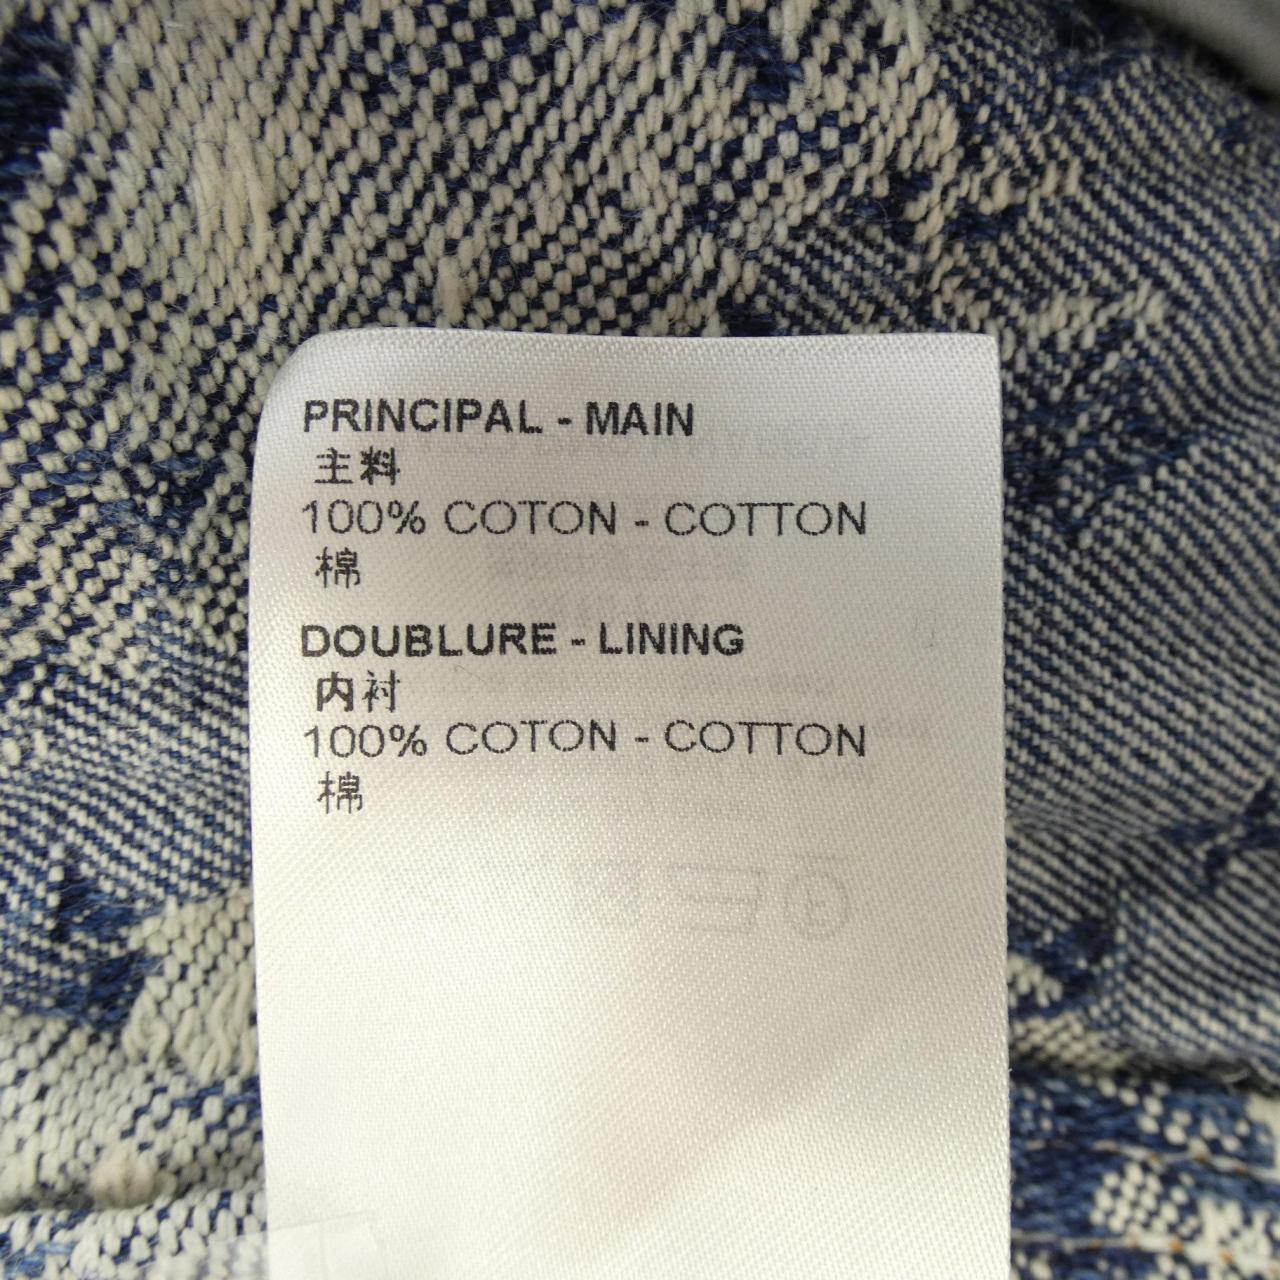 PRINCIPAL - MAIN
主料
100% COTON - COTTON
棉
DOUBLURE - LINING
内衬
100% COTON - COTTON
棉